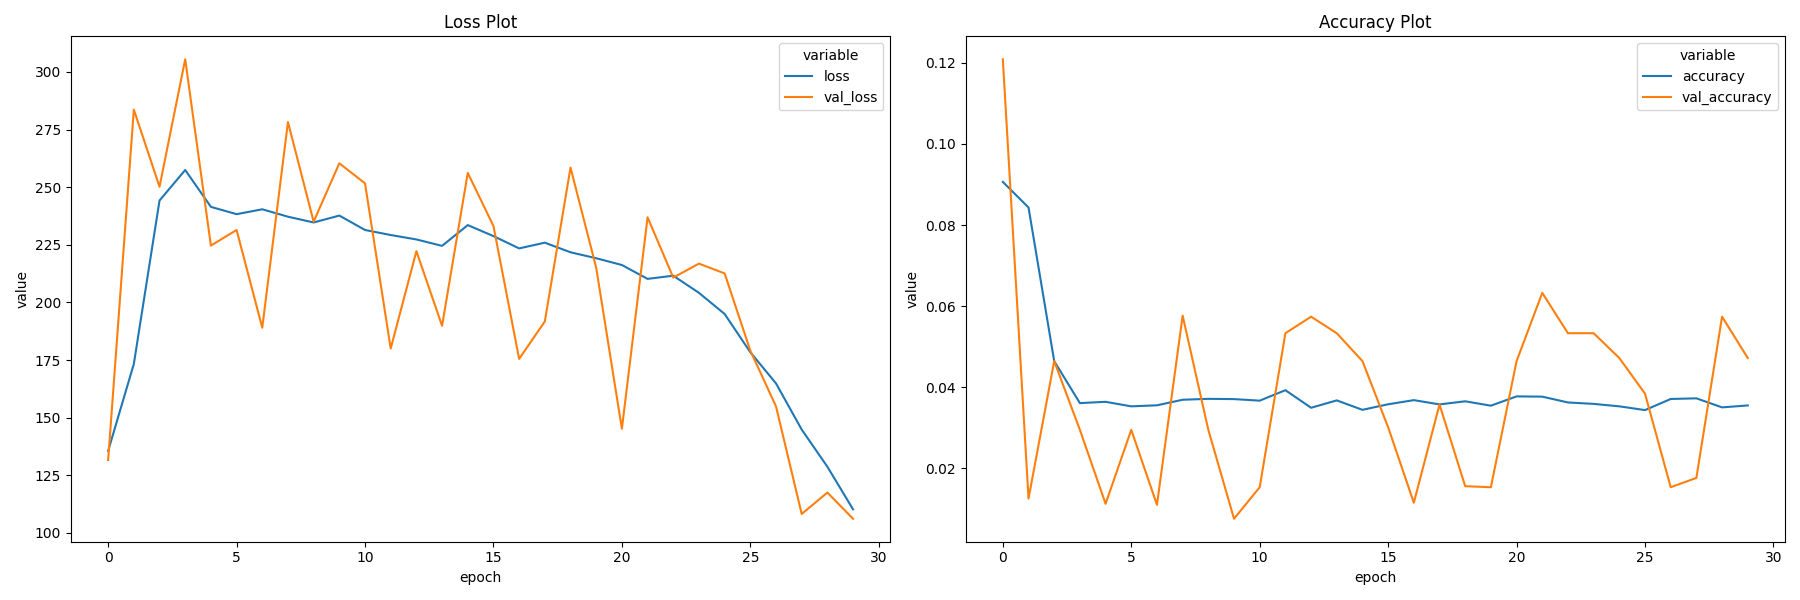 Loss Plot
variable
loss
val_loss
300
275
250
225
200
175
150
125
100
value
0 5 10 15 20 25 30
epoch
Accuracy Plot
variable
accuracy
val_accuracy
0.12
0.10
0.08
0.06
0.04
0.02
value
0 5 10 15 20 25 30
epoch